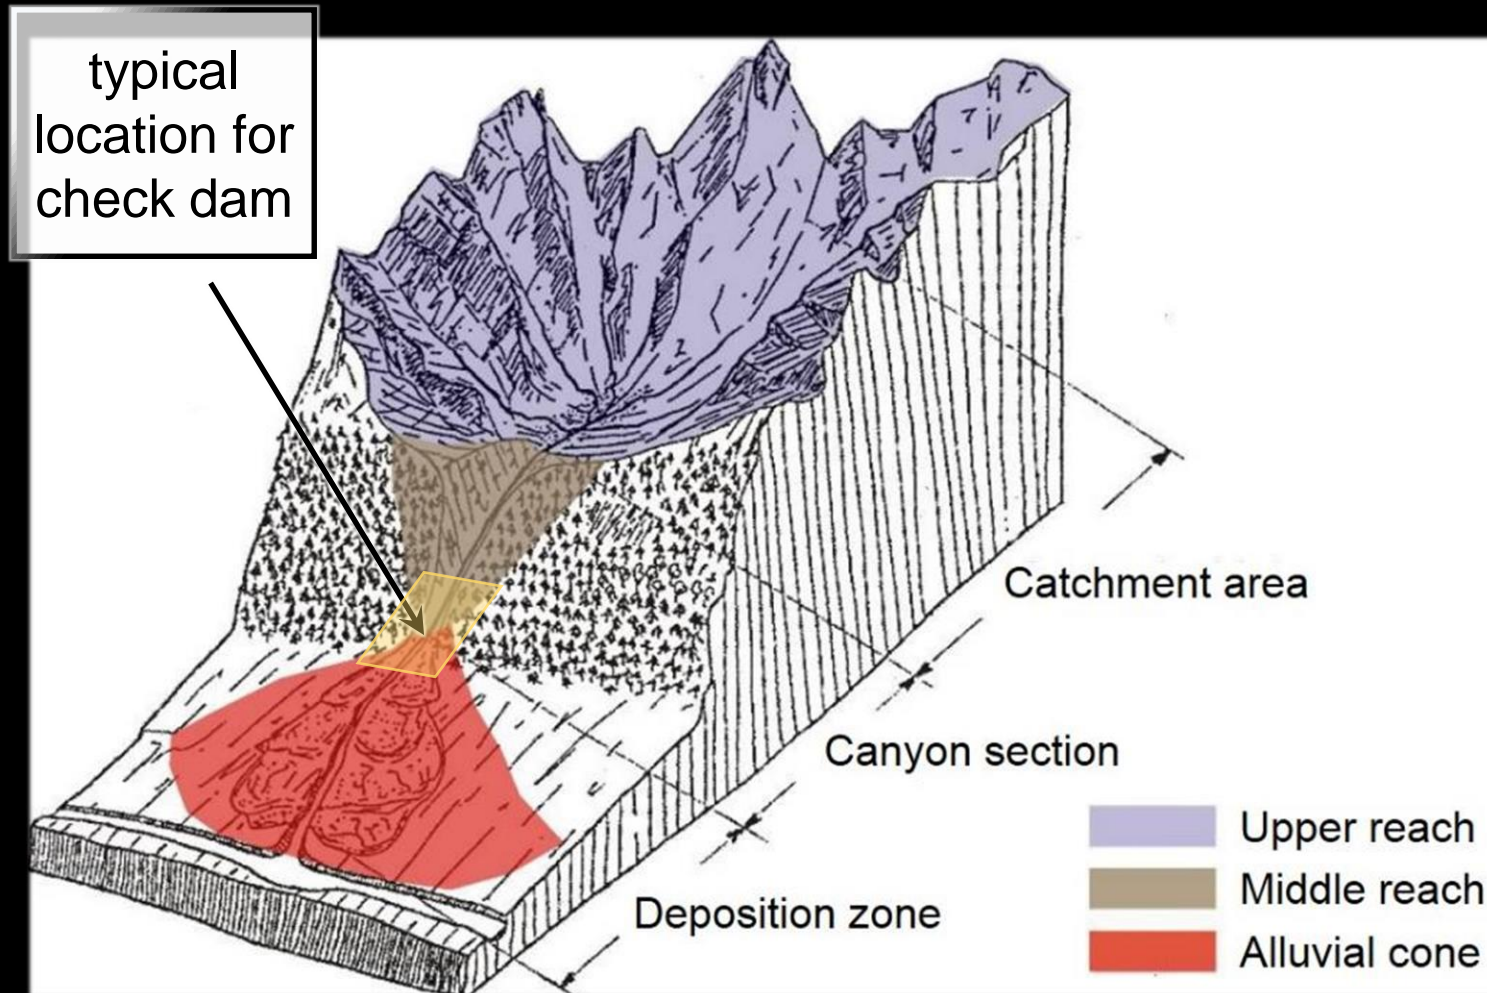 typical
location for
check dam
Catchment area
Canyon section
Deposition zone
Upper reach
Middle reach
Alluvial cone